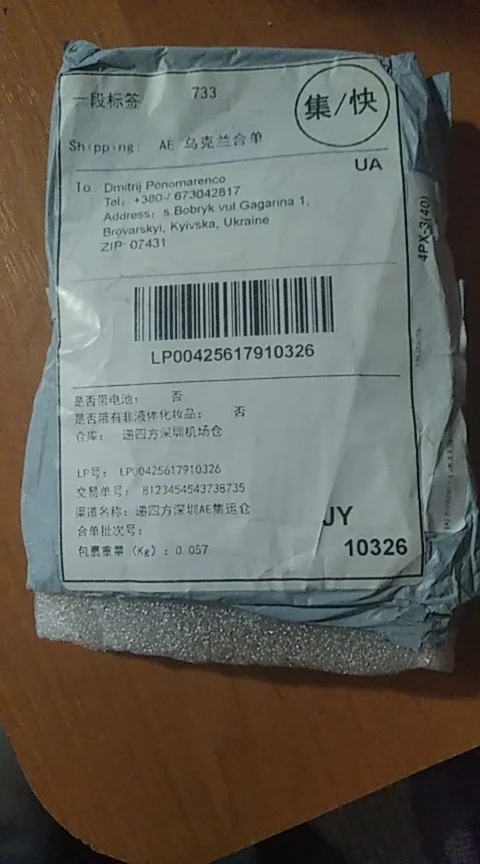 一段标签 733
集/快
Shipping: AE 乌克兰合单
UA
To: Dmitrij Ponomarenco
Tel: +380-/ 673042817
Address: s.Bobryk vul.Gagarina 1,
Brovarskyi, Kyivska, Ukraine
ZIP: 07431
4PX-3(40)
LP00425617910326
是否带电池: 否
是否带有非液体化妆品: 否
仓库: 递四方深圳机场仓
LP号: LP00425617910326
交易单号: 8123454543738735
渠道名称: 递四方深圳AE集运仓
合单批次号:
包裹重量 (Kg) : 0.057
JY
10326